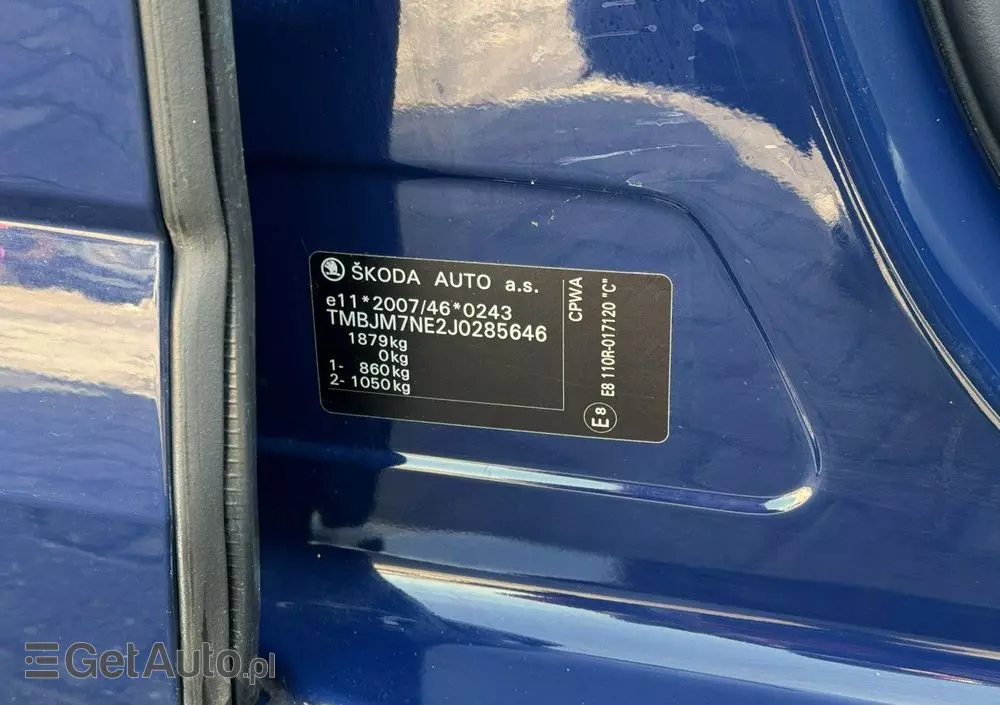 ŠKODA AUTO a.s.
e11*2007/46*0243
TMBJM7NE2J0285646
1879kg
0kg
1- 860kg
2- 1050kg
CPWA
E8 110R-017120 "C"
E8
GetAuto.pl